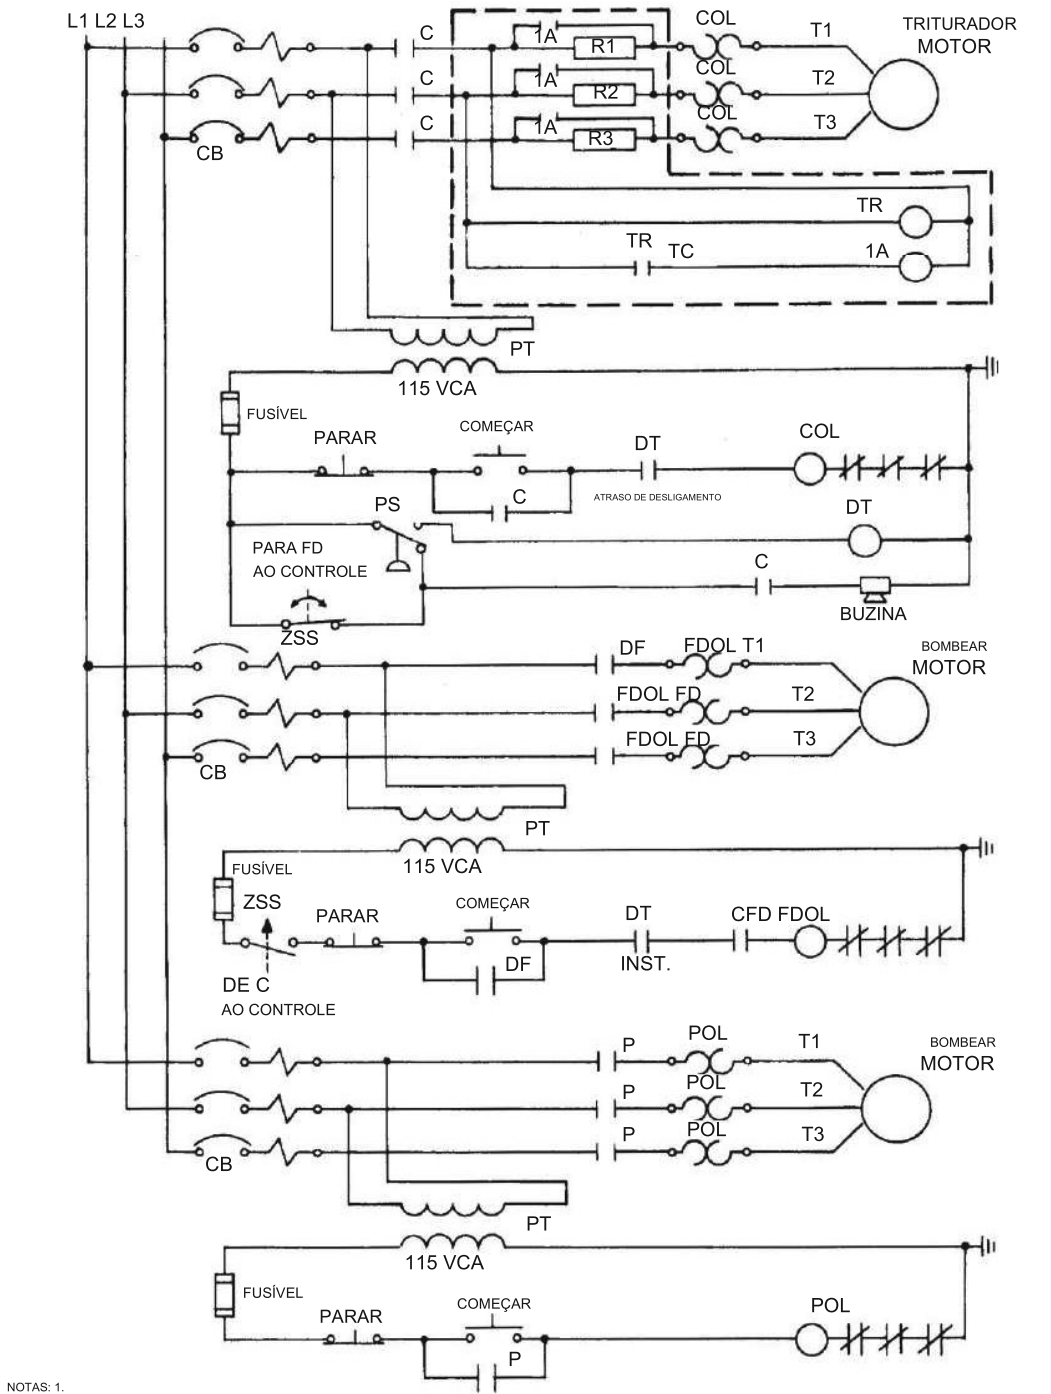 L1 L2 L3
C
1A
R1
COL
T1
TRITURADOR
MOTOR
C
1A
R2
COL
T2
C
1A
R3
COL
T3
CB
TR
TR
TC
1A
PT
115 VCA
FUSÍVEL
PARAR
COMEÇAR
DT
COL
C
ATRASO DE DESLIGAMENTO
PS
DT
PARA FD
AO CONTROLE
C
BUZINA
ZSS
DF
FDOL T1
BOMBEAR
MOTOR
FDOL FD
T2
FDOL FD
T3
CB
PT
115 VCA
FUSÍVEL
ZSS
PARAR
COMEÇAR
DT
CFD FDOL
DF
INST.
DE C
AO CONTROLE
P
POL
T1
BOMBEAR
MOTOR
P
POL
T2
P
POL
T3
CB
PT
115 VCA
FUSÍVEL
PARAR
COMEÇAR
POL
P
NOTAS: 1.